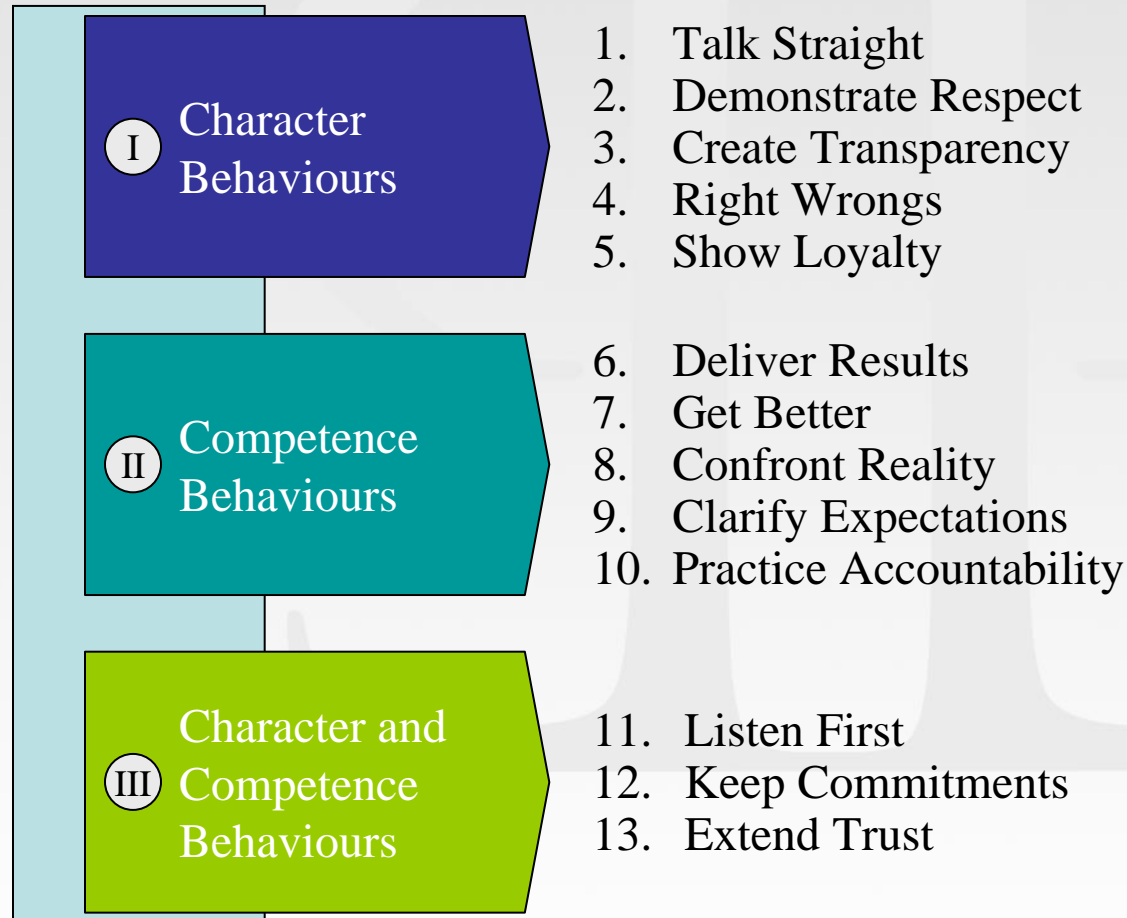 I
Character
Behaviours
1. Talk Straight
2. Demonstrate Respect
3. Create Transparency
4. Right Wrongs
5. Show Loyalty
II
Competence
Behaviours
6. Deliver Results
7. Get Better
8. Confront Reality
9. Clarify Expectations
10. Practice Accountability
III
Character and
Competence
Behaviours
11. Listen First
12. Keep Commitments
13. Extend Trust